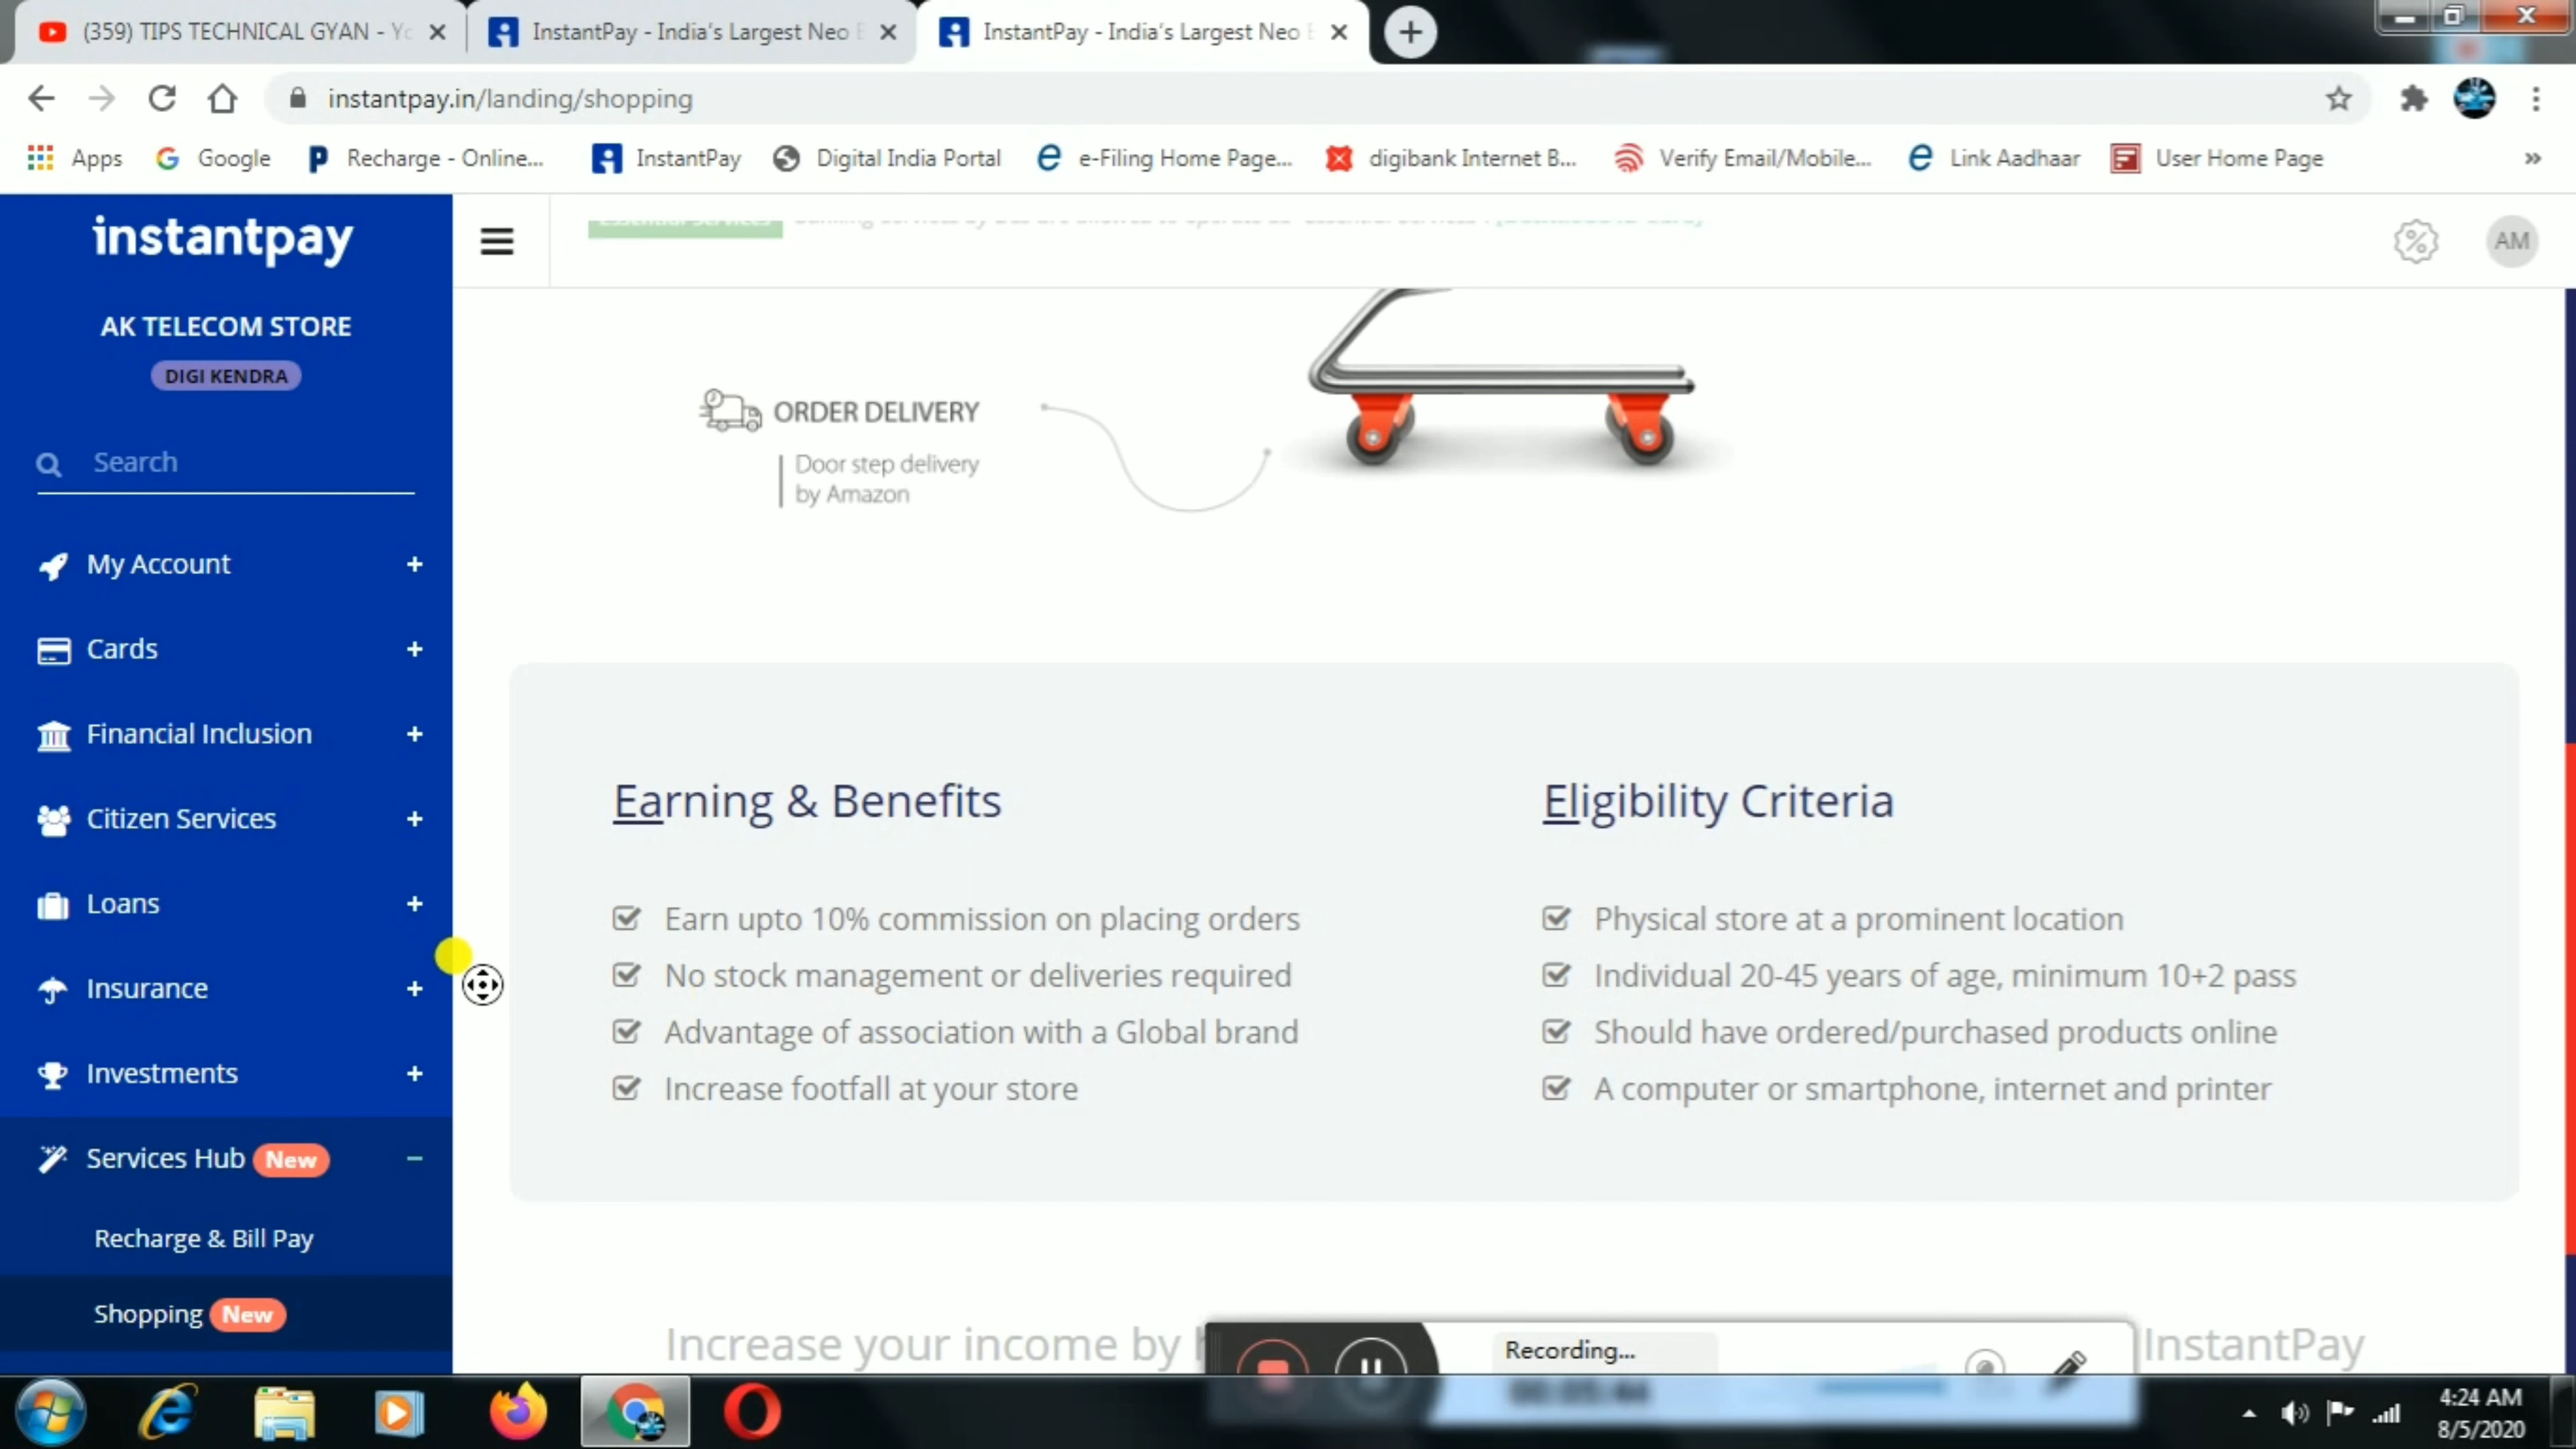 (359) TIPS TECHNICAL GYAN - Yo
InstantPay - India's Largest Neo
InstantPay - India's Largest Neo
instantpay.in/landing/shopping
Apps
Google
Recharge - Online...
InstantPay
Digital India Portal
e-Filing Home Page...
digibank Internet B...
Verify Email/Mobile...
Link Aadhaar
User Home Page
instantpay
AM
AK TELECOM STORE
DIGI KENDRA
Search
My Account
Cards
Financial Inclusion
Citizen Services
Loans
Insurance
Investments
Services Hub New
Recharge & Bill Pay
Shopping New
ORDER DELIVERY
Door step delivery
by Amazon
Earning & Benefits
Earn upto 10% commission on placing orders
No stock management or deliveries required
Advantage of association with a Global brand
Increase footfall at your store
Eligibility Criteria
Physical store at a prominent location
Individual 20-45 years of age, minimum 10+2 pass
Should have ordered/purchased products online
A computer or smartphone, internet and printer
Increase your income by
InstantPay
Recording...
4:24 AM
8/5/2020